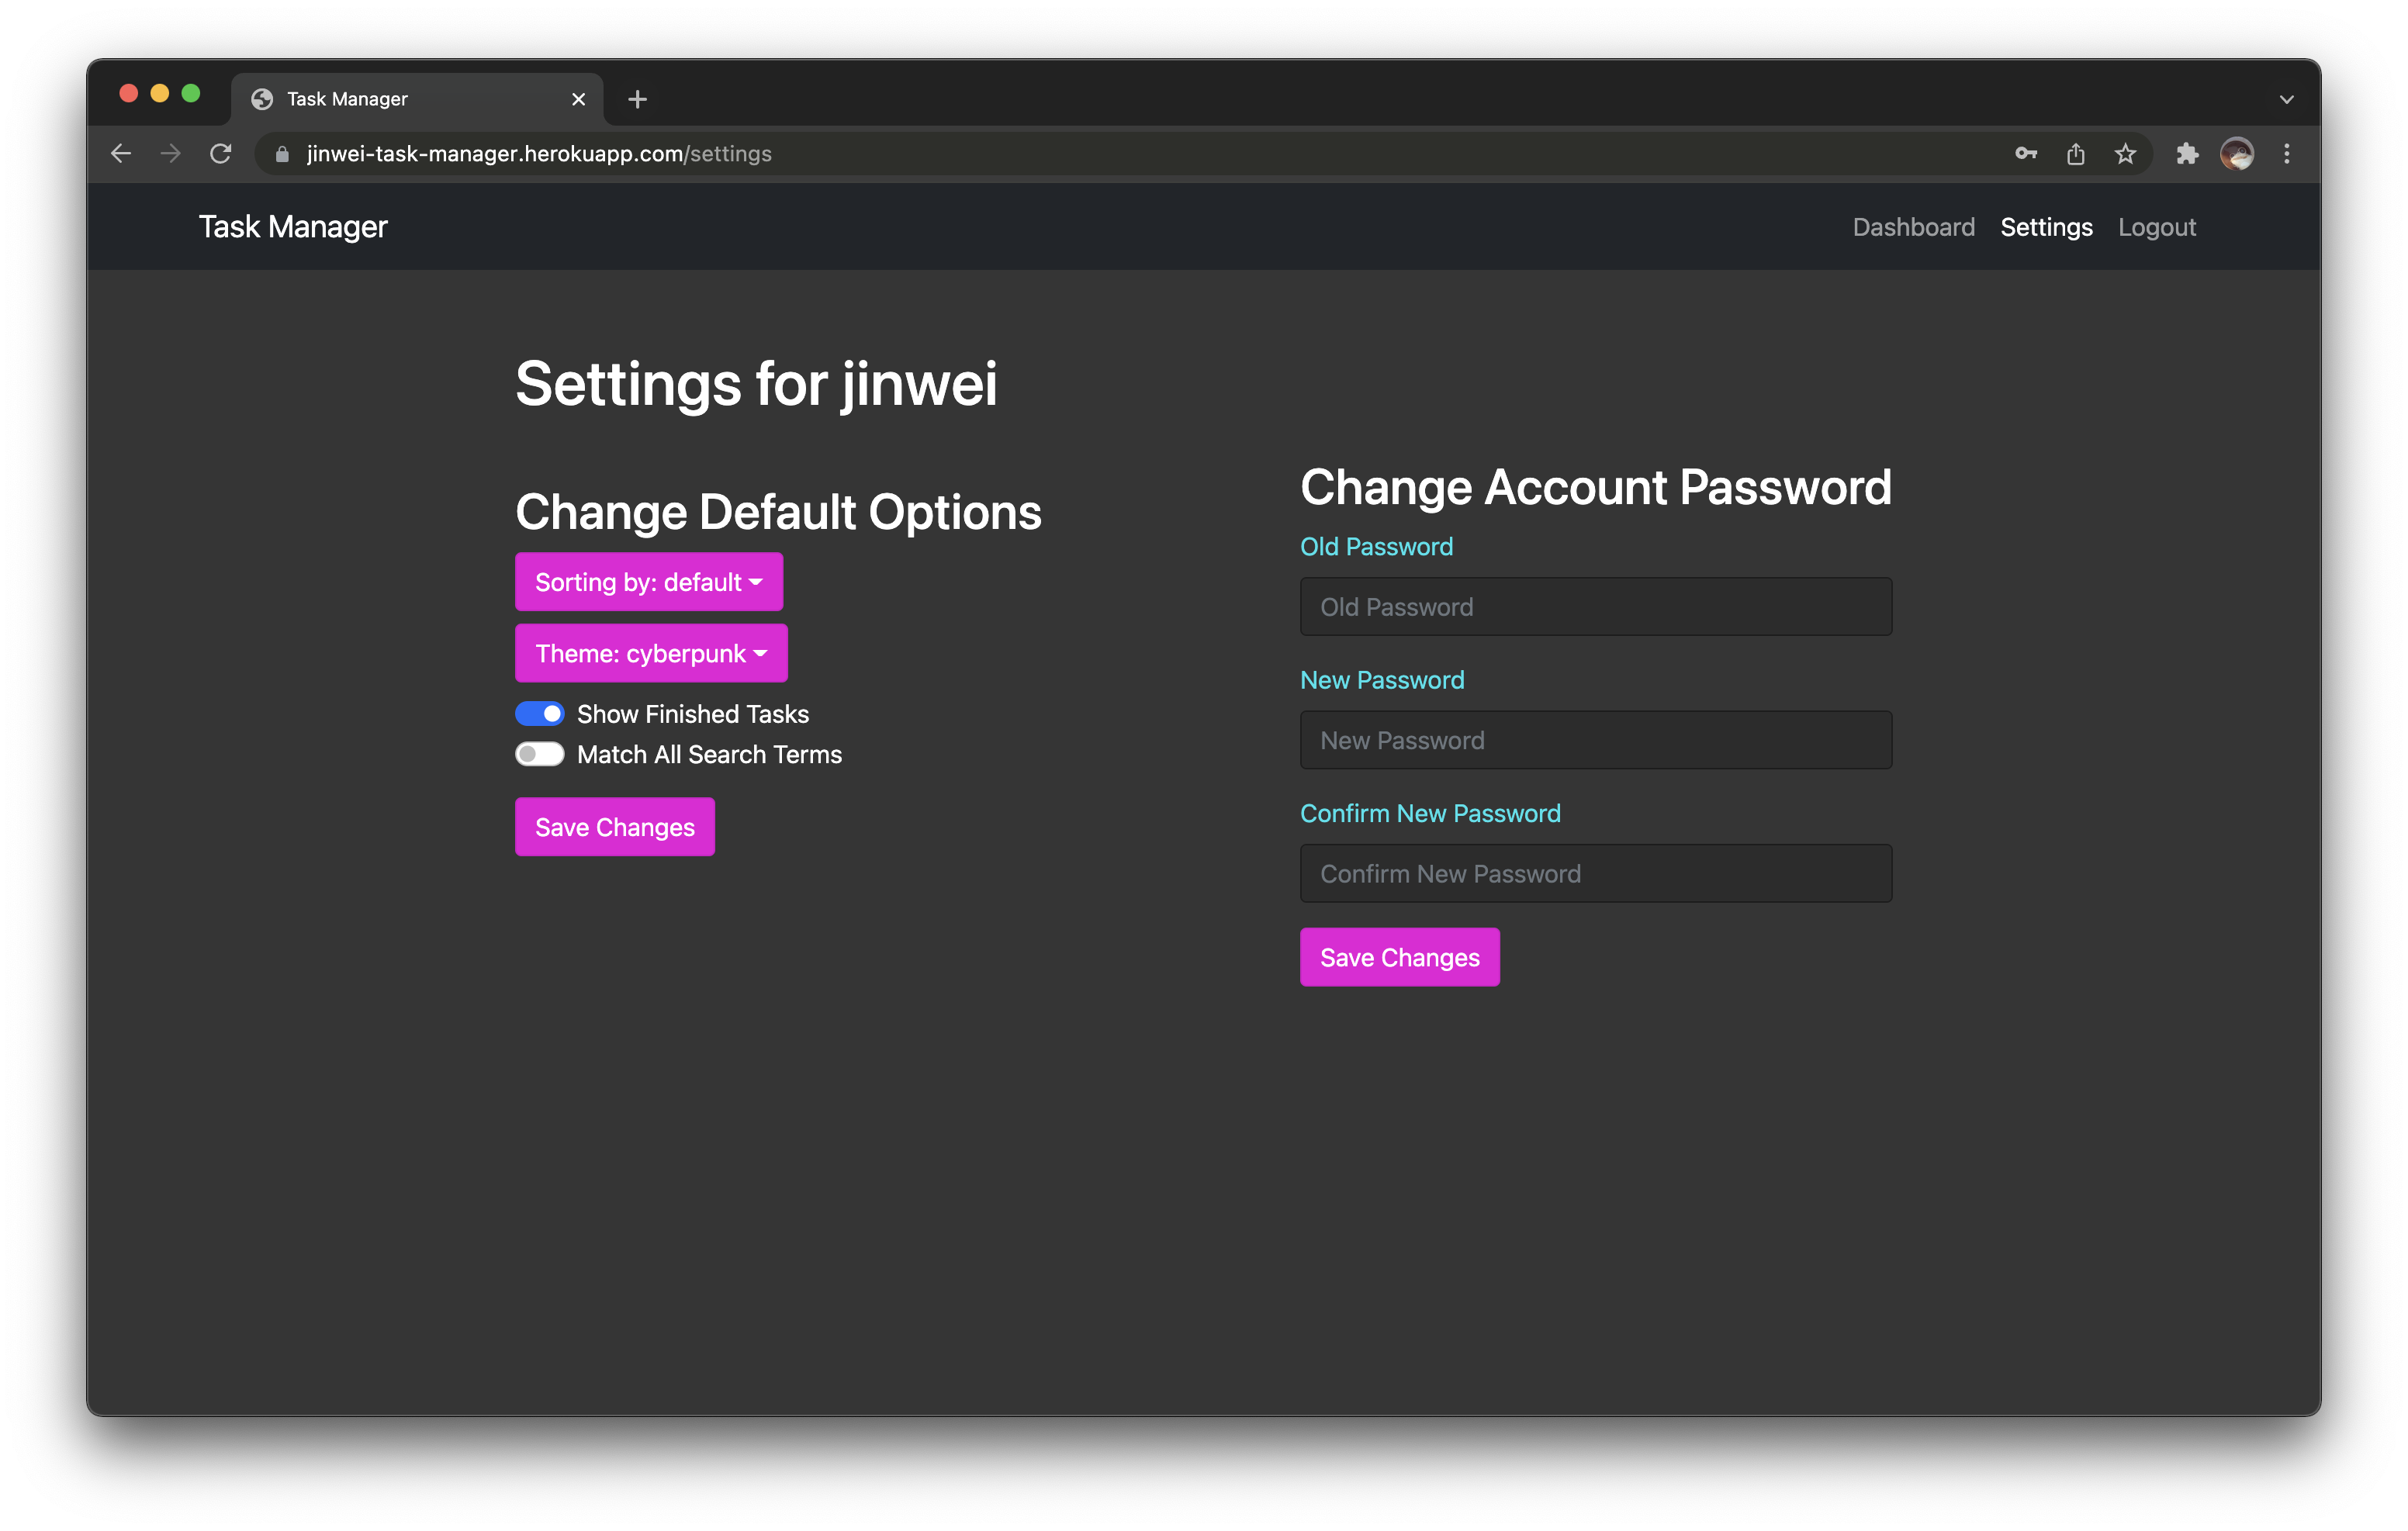 Task Manager
jinwei-task-manager.herokuapp.com/settings
Task Manager
Dashboard Settings Logout
Settings for jinwei
Change Default Options
Sorting by: default
Theme: cyberpunk
Show Finished Tasks
Match All Search Terms
Save Changes
Change Account Password
Old Password
Old Password
New Password
New Password
Confirm New Password
Confirm New Password
Save Changes